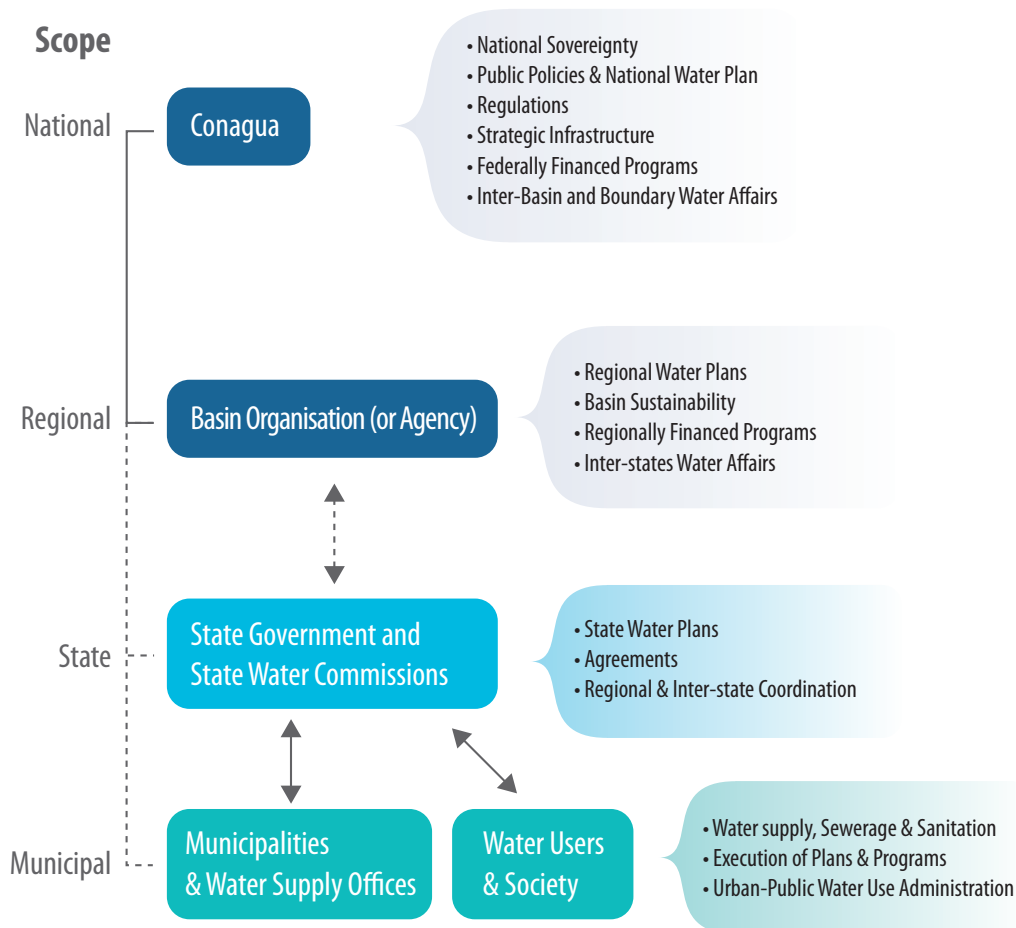 Scope
National
Conagua
• National Sovereignty
• Public Policies & National Water Plan
• Regulations
• Strategic Infrastructure
• Federally Financed Programs
• Inter-Basin and Boundary Water Affairs
Regional
Basin Organisation (or Agency)
• Regional Water Plans
• Basin Sustainability
• Regionally Financed Programs
• Inter-states Water Affairs
State
State Government and
State Water Commissions
• State Water Plans
• Agreements
• Regional & Inter-state Coordination
Municipal
Municipalities
& Water Supply Offices
Water Users
& Society
• Water supply, Sewerage & Sanitation
• Execution of Plans & Programs
• Urban-Public Water Use Administration